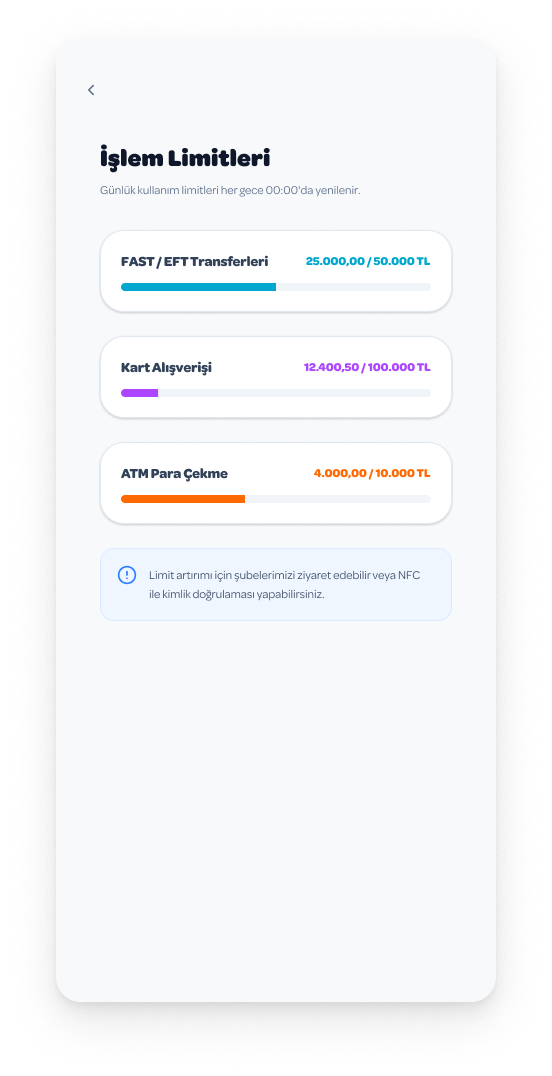 İşlem Limitleri
Günlük kullanım limitleri her gece 00:00'da yenilenir.
FAST / EFT Transferleri 25.000,00 / 50.000 TL
Kart Alışverişi 12.400,50 / 100.000 TL
ATM Para Çekme 4.000,00 / 10.000 TL
Limit artırımı için şubelerimizi ziyaret edebilir veya NFC
ile kimlik doğrulaması yapabilirsiniz.